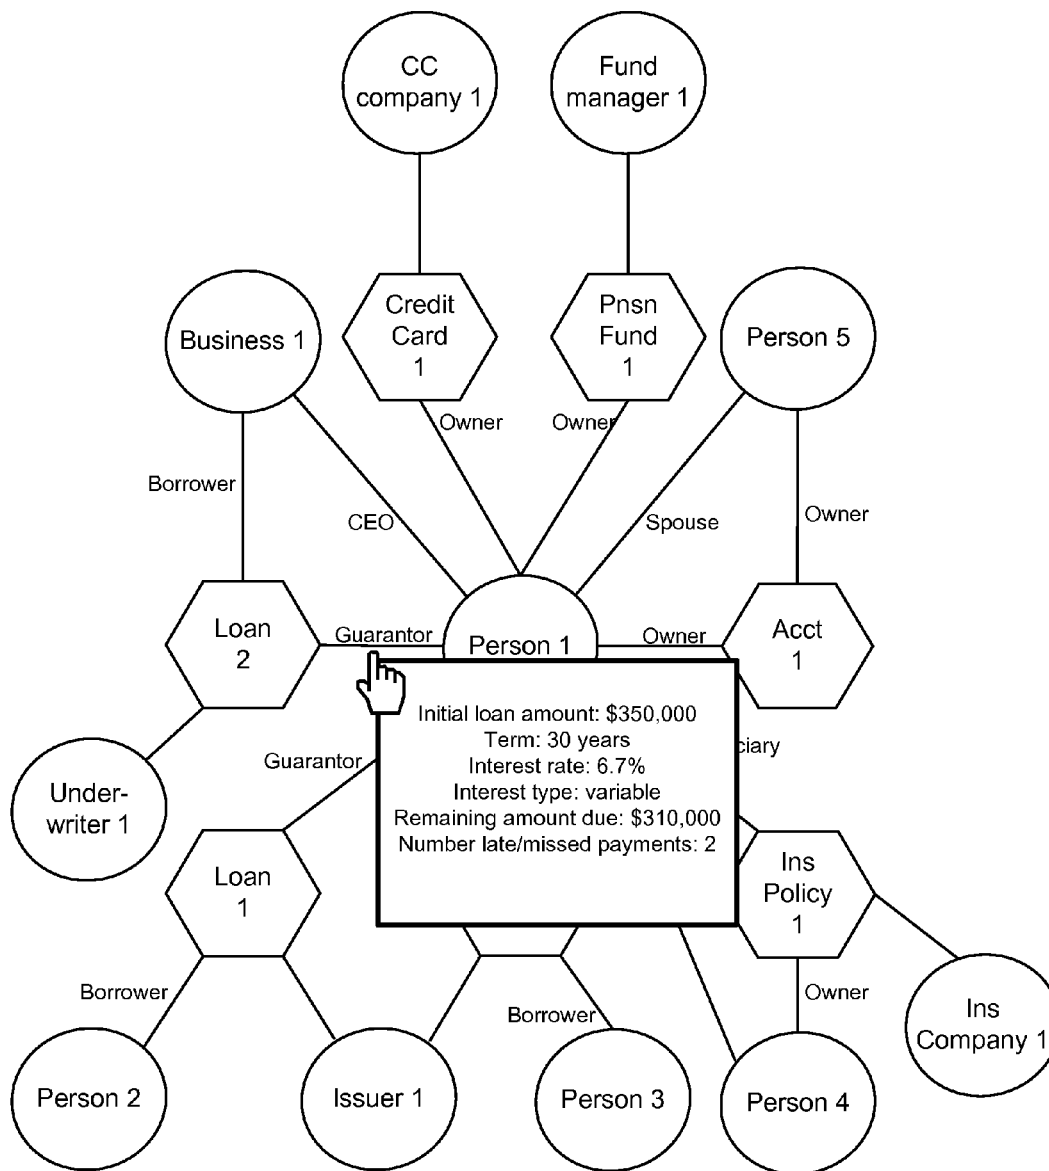 CC
company 1
Fund
manager 1
Business 1
Credit
Card
1
Pnsn
Fund
1
Person 5
Owner
Owner
Borrower
CEO
Spouse
Owner
Loan
2
Guarantor
Person 1
Owner
Acct
1
Initial loan amount: $350,000
Term: 30 years
Interest rate: 6.7%
Interest type: variable
Remaining amount due: $310,000
Number late/missed payments: 2
Guarantor
ciary
Under-
writer 1
Loan
1
Ins
Policy
1
Borrower
Borrower
Owner
Ins
Company 1
Person 2
Issuer 1
Person 3
Person 4